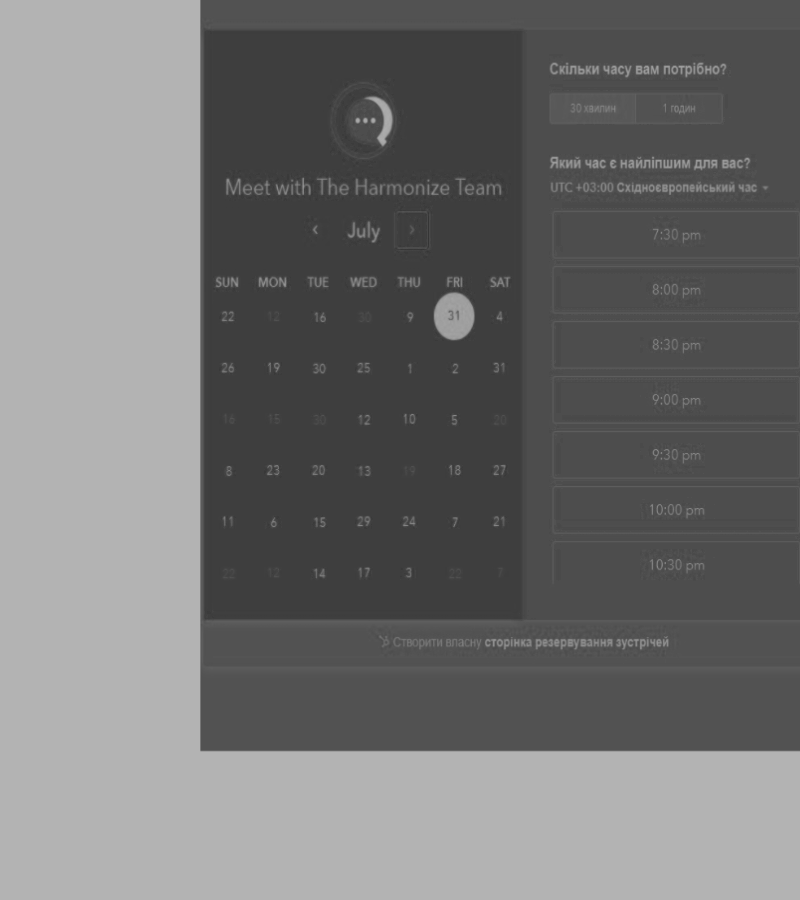 Meet with The Harmonize Team
July
SUN MON TUE WED THU FRI SAT
22 12 16 30 9 31 4
26 19 30 25 1 2 31
16 15 30 12 10 5 20
8 23 20 13 19 18 27
11 6 15 29 24 7 21
22 12 14 17 3 22 7
Скільки часу вам потрібно?
30 хвилин 1 годин
Який час є найліпшим для вас?
UTC +03:00 Східноєвропейський час
7:30 pm
8:00 pm
8:30 pm
9:00 pm
9:30 pm
10:00 pm
10:30 pm
Створити власну сторінка резервування зустрічей